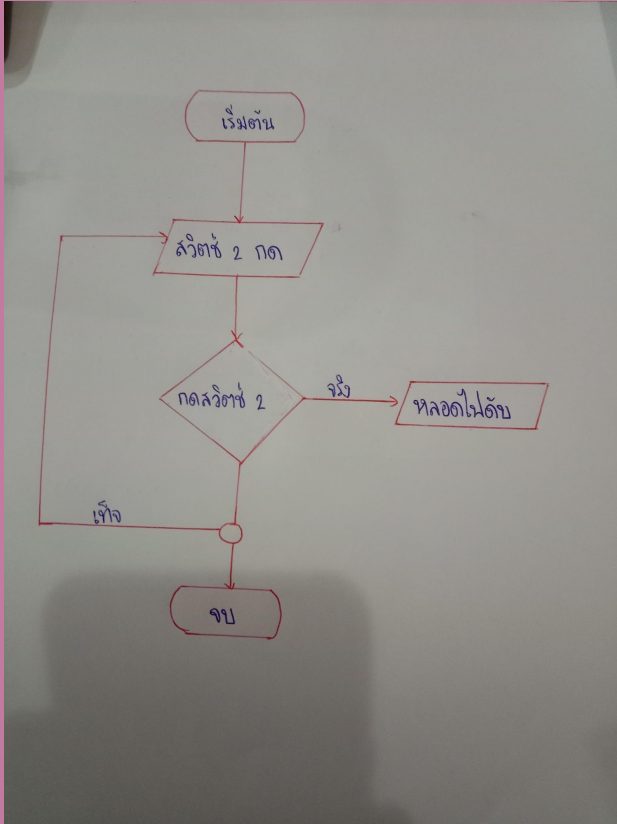 เริ่มต้น
สวิตช์ 2 กด
กดสวิตช์ 2
จริง
หลอดไฟดับ
เท็จ
จบ